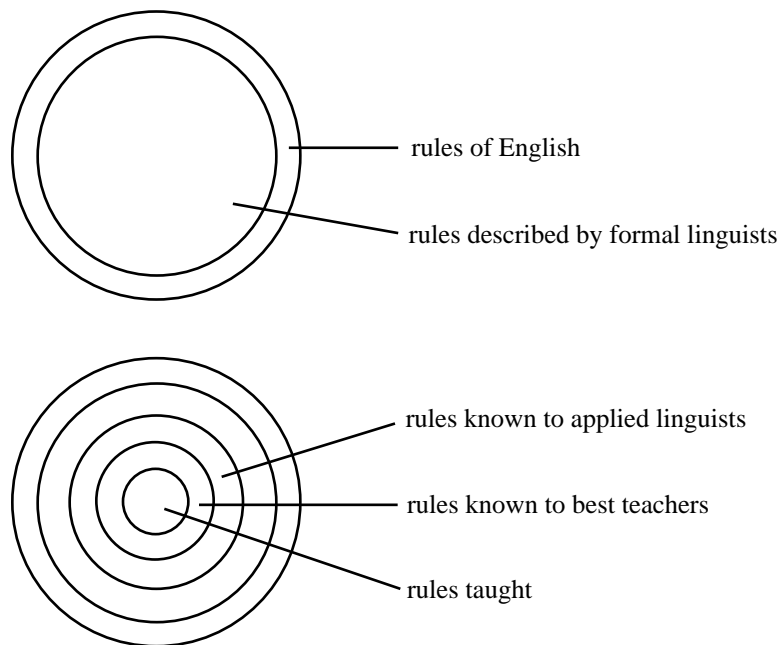 rules of English
rules described by formal linguists
rules known to applied linguists
rules known to best teachers
rules taught